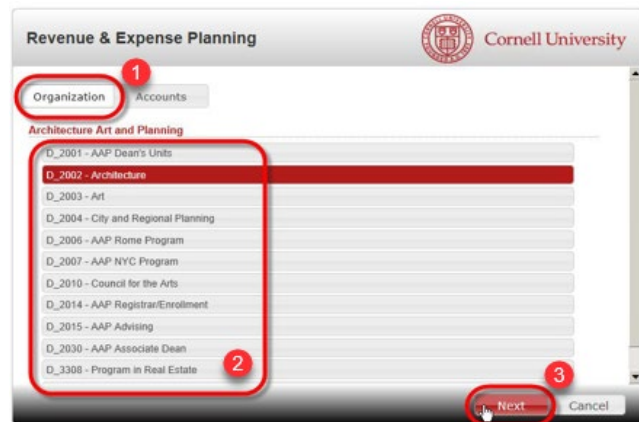 Revenue & Expense Planning
Cornell University
1
Organization
Accounts
Architecture Art and Planning
D_2001 - AAP Dean's Units
D_2002 - Architecture
D_2003 - Art
D_2004 - City and Regional Planning
D_2006 - AAP Rome Program
D_2007 - AAP NYC Program
D_2010 - Council for the Arts
D_2014 - AAP Registrar/Enrollment
D_2015 - AAP Advising
D_2030 - AAP Associate Dean
D_3308 - Program in Real Estate
2
3
Next
Cancel